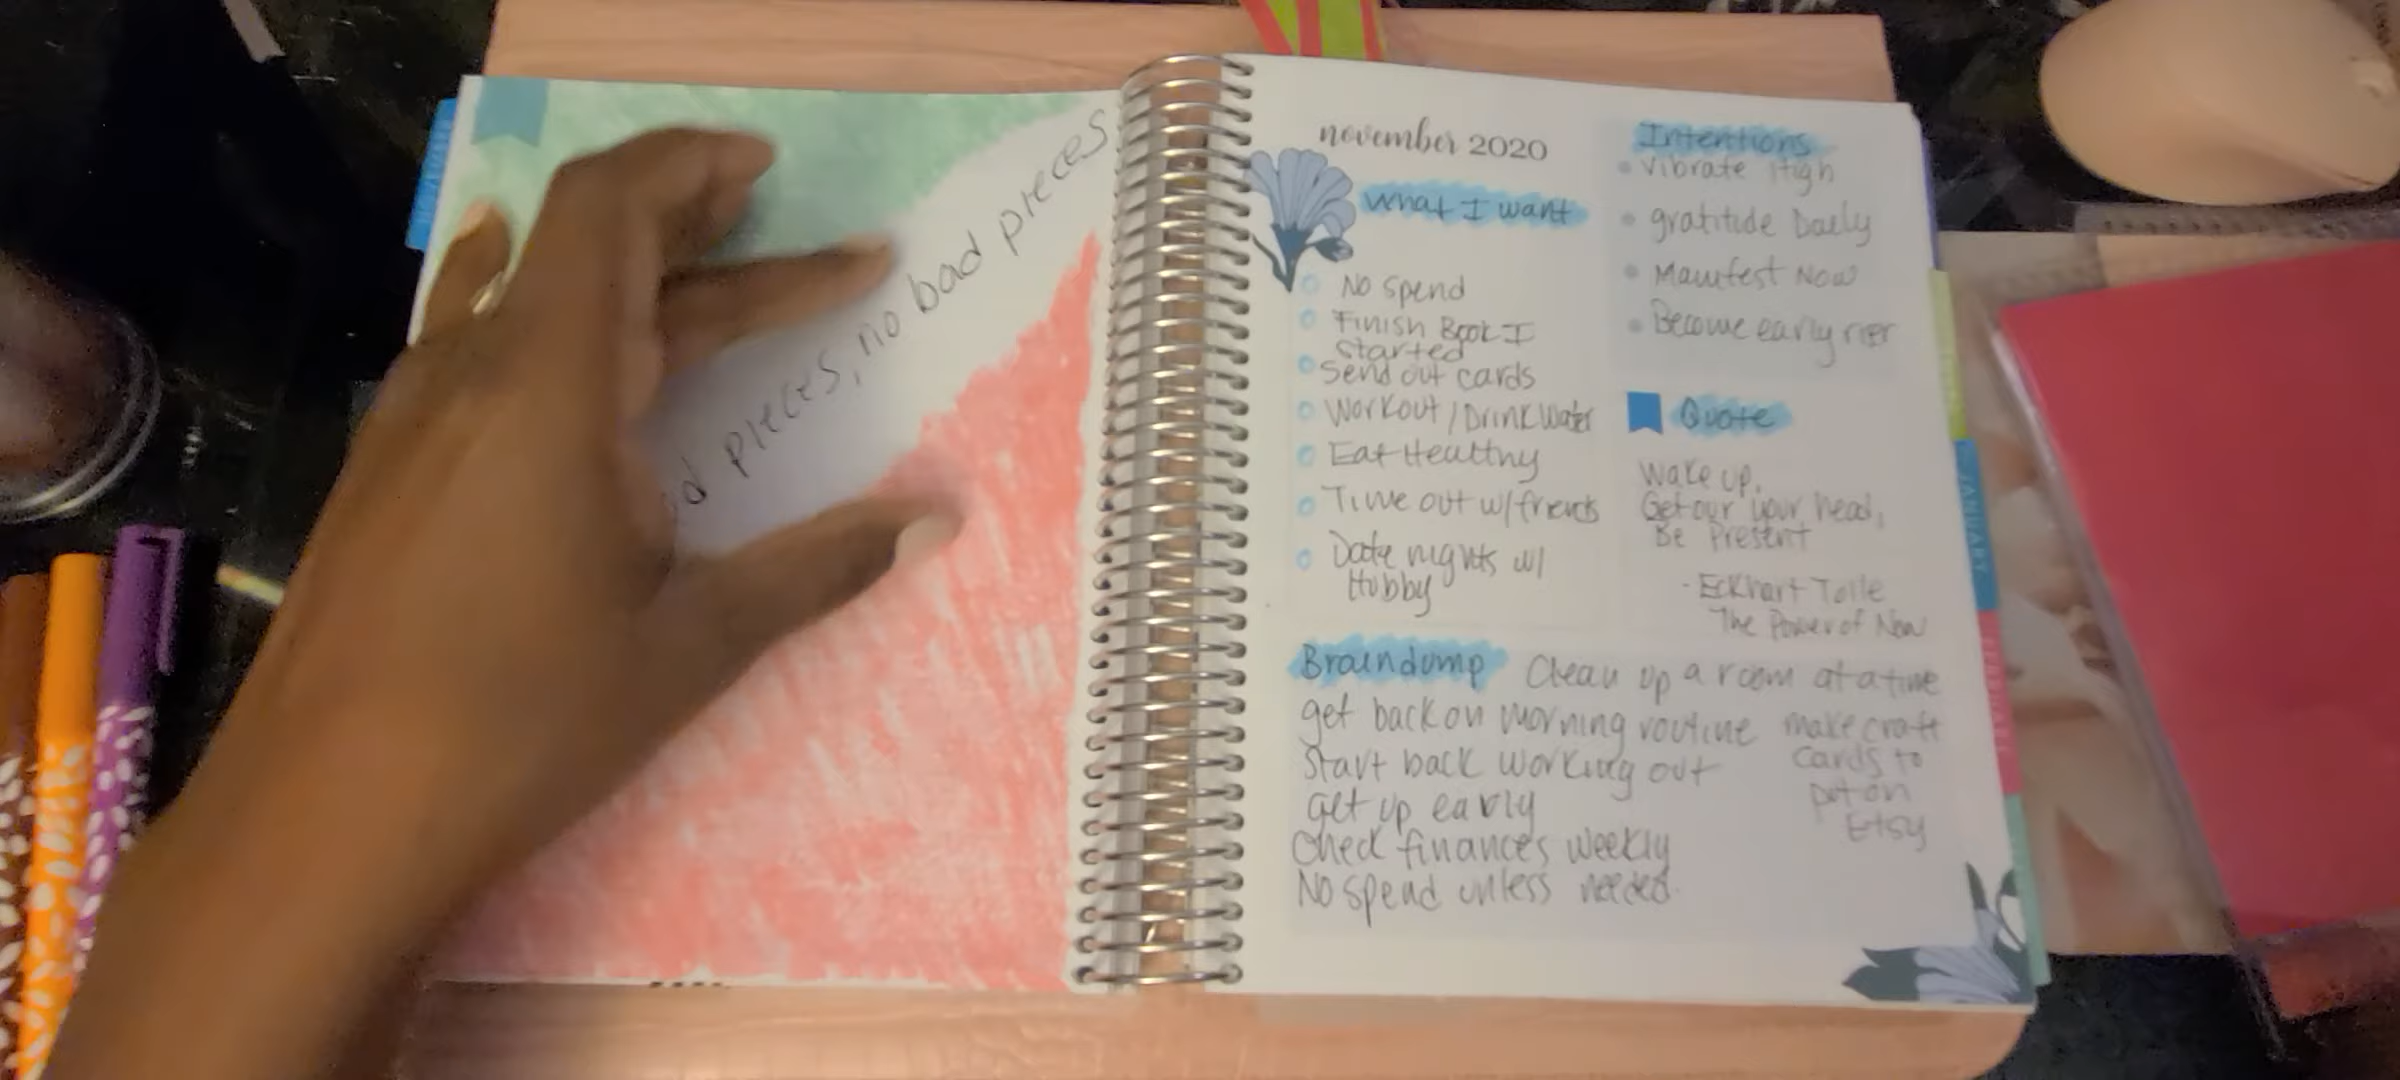 pieces, no bad pieces
november 2020
What I want
No spend
Finish Book I
started
Send out cards
Workout / Drink Water
Eat Healthy
Time out w/ friends
Date nights w/
Hubby
Intentions
Vibrate High
gratitude Daily
Manifest Now
Become early riser
Quote
Wake up,
Get our your head,
Be Present
- Eckhart Tolle
The Power of Now
Braindump
Clean up a room at a time
get back on morning routine
Start back working out
get up early
Check finances weekly
No spend unless needed.
make craft
cards to
put on
Etsy
JANUARY